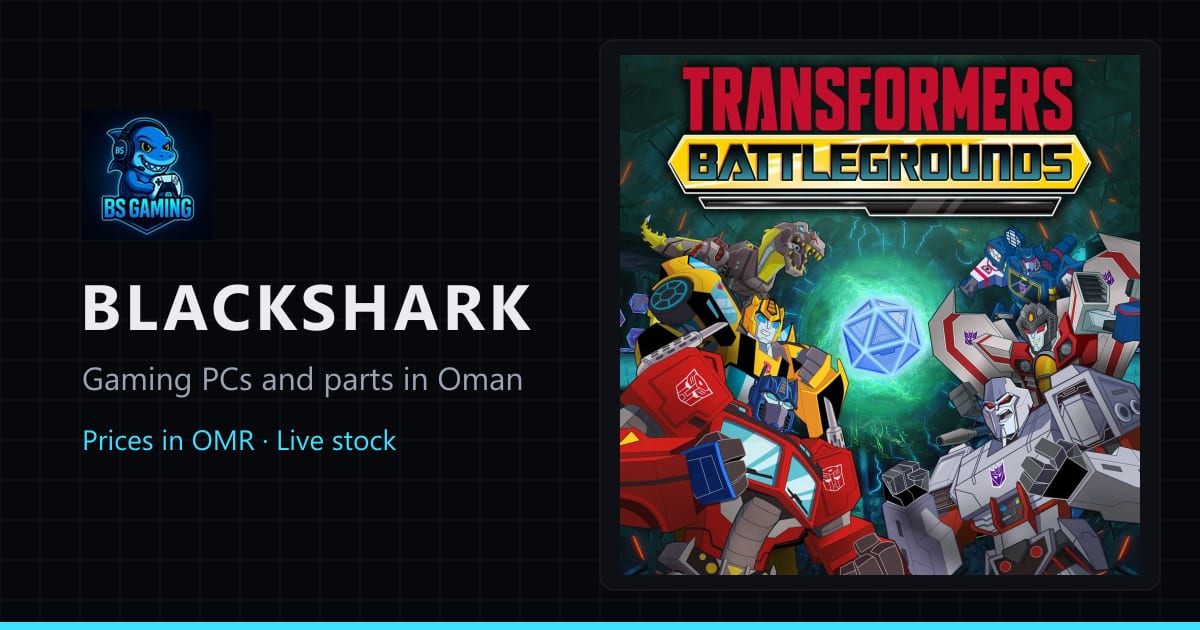 BS
BS GAMING
BLACKSHARK
Gaming PCs and parts in Oman
Prices in OMR · Live stock
TRANSFORMERS
BATTLEGROUNDS